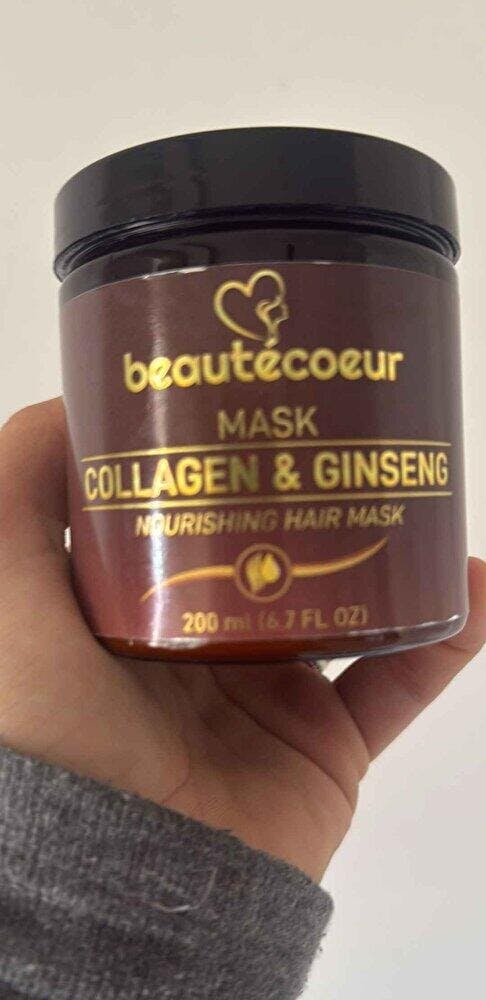 beautécoeur
MASK
COLLAGEN & GINSENG
NOURISHING HAIR MASK
200 ml (6.7 FL OZ)